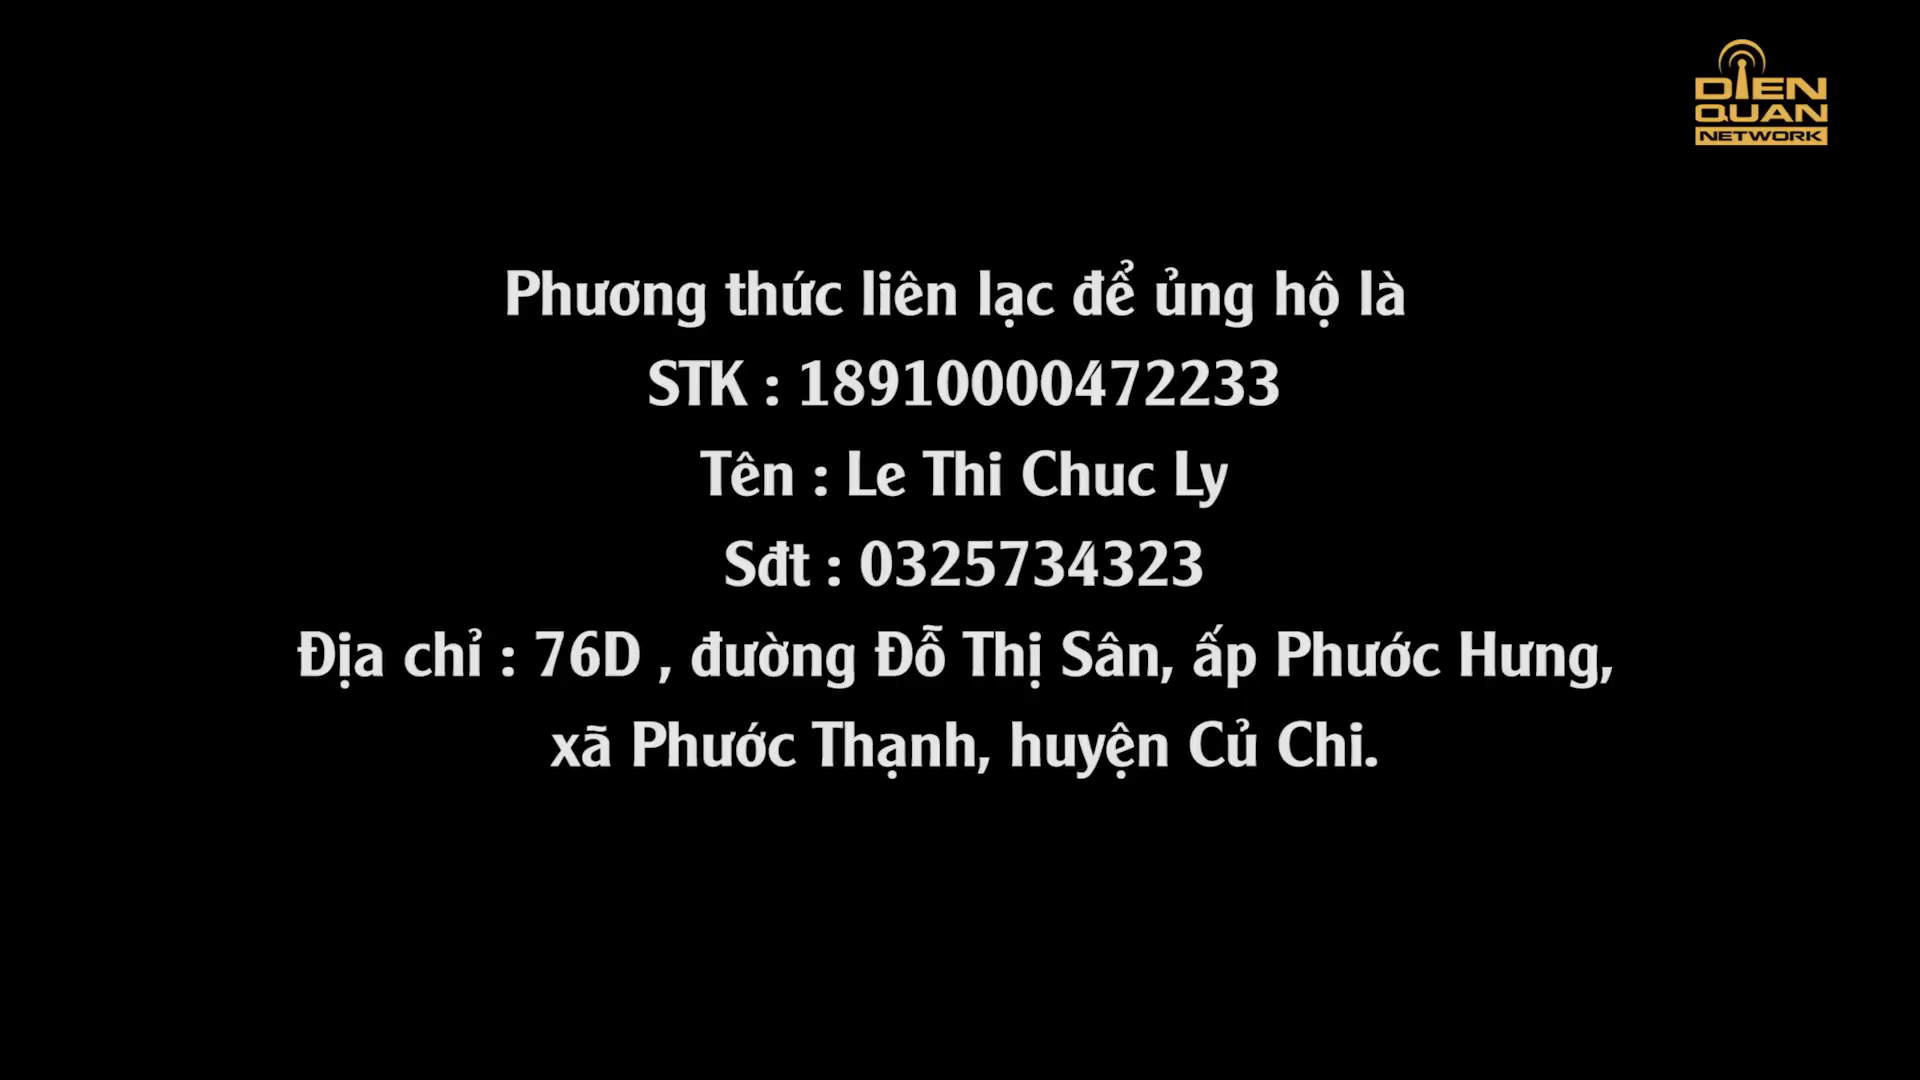 DIEN
QUAN
NETWORK
Phương thức liên lạc để ủng hộ là
STK : 18910000472233
Tên : Le Thi Chuc Ly
Sđt : 0325734323
Địa chỉ : 76D , đường Đỗ Thị Sân, ấp Phước Hưng,
xã Phước Thạnh, huyện Củ Chi.